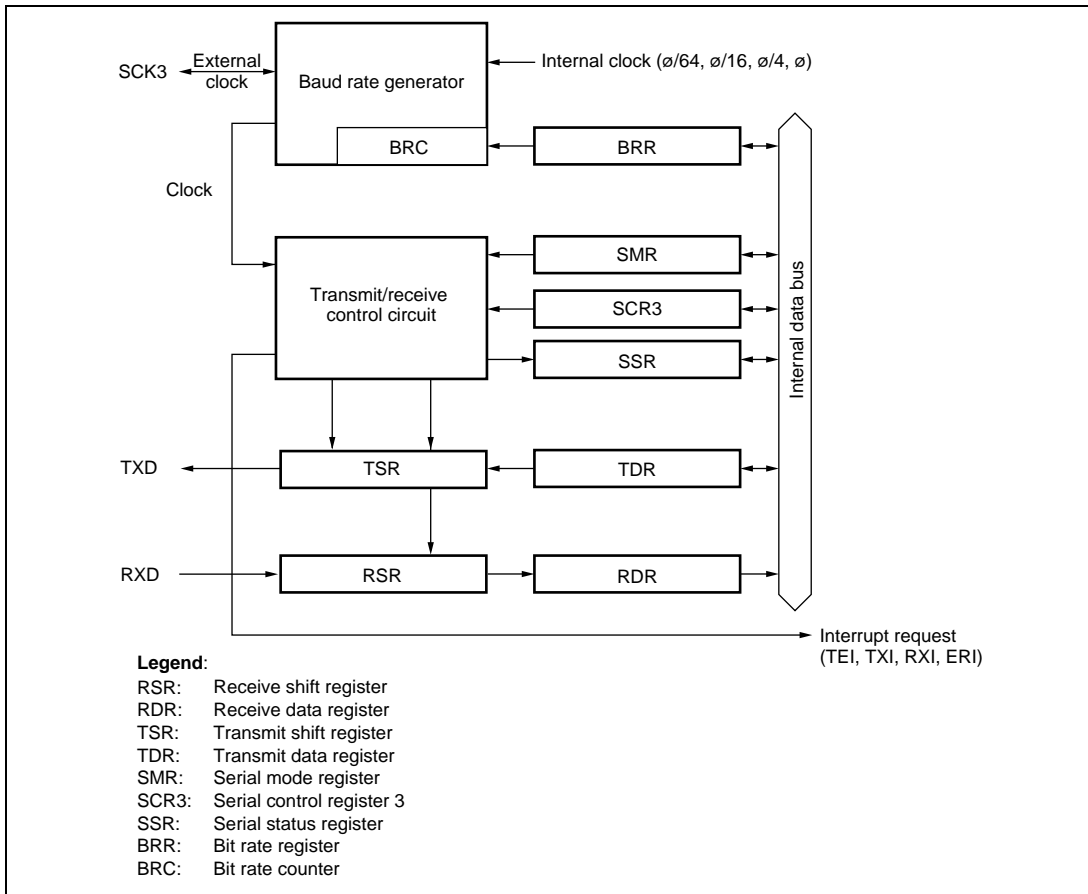 SCK3
External
clock
Baud rate generator
Internal clock (ø/64, ø/16, ø/4, ø)
BRC
BRR
Clock
Transmit/receive
control circuit
SMR
SCR3
SSR
Internal data bus
TXD
TSR
TDR
RXD
RSR
RDR
Interrupt request
(TEI, TXI, RXI, ERI)
Legend:
RSR: Receive shift register
RDR: Receive data register
TSR: Transmit shift register
TDR: Transmit data register
SMR: Serial mode register
SCR3: Serial control register 3
SSR: Serial status register
BRR: Bit rate register
BRC: Bit rate counter